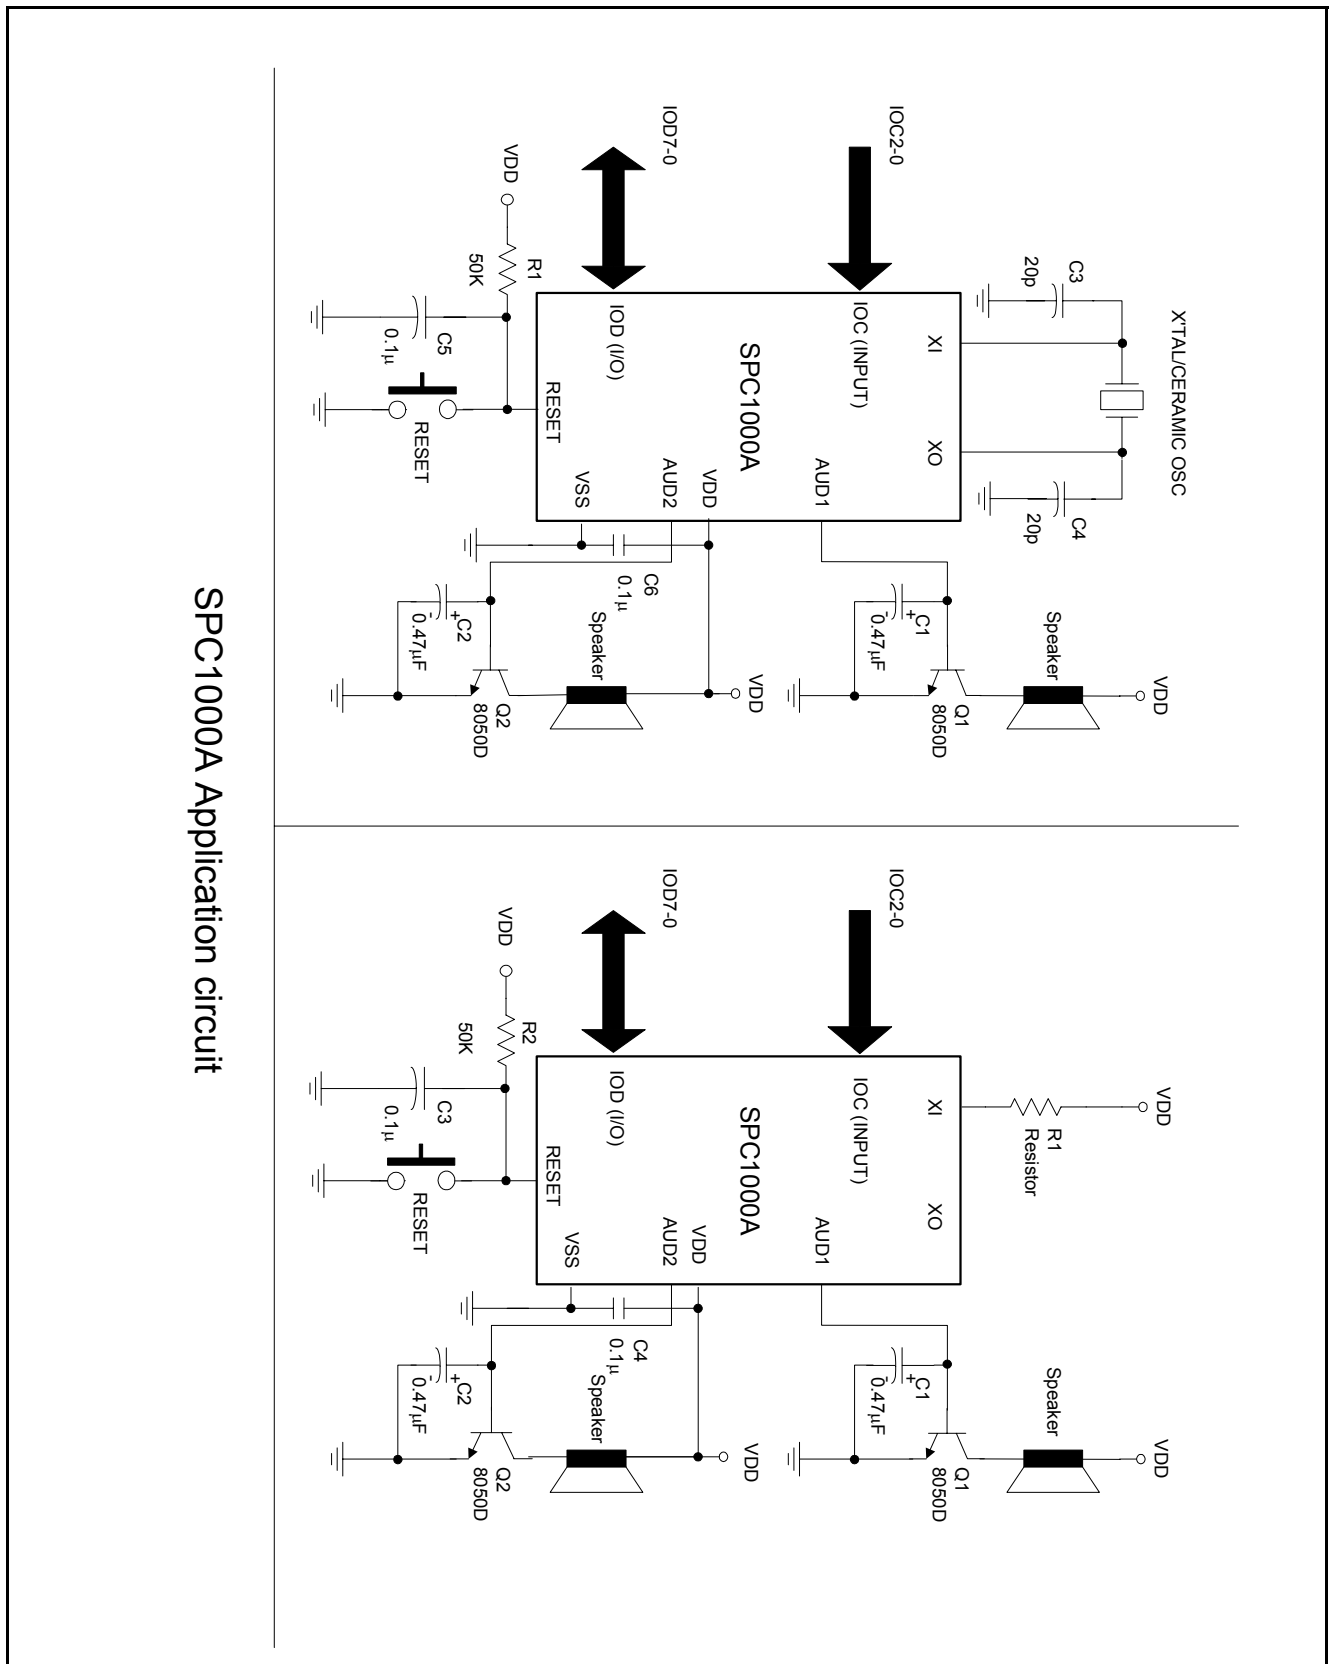 X'TAL/CERAMIC OSC
C3
20p
C4
20p
IOC2-0
IOD7-0
XI
XO
IOC (INPUT)
SPC1000A
IOD (I/O)
AUD1
VDD
AUD2
VSS
RESET
VDD
R1
50K
C5
0.1µ
RESET
C6
0.1µ
VDD
Speaker
+C1
-
0.47µF
Q1
8050D
VDD
Speaker
+C2
-
0.47µF
Q2
8050D
VDD
R1
Resistor
IOC2-0
IOD7-0
XI
XO
IOC (INPUT)
SPC1000A
IOD (I/O)
AUD1
VDD
AUD2
VSS
RESET
VDD
R2
50K
C3
0.1µ
RESET
C4
0.1µ
VDD
Speaker
+C1
-
0.47µF
Q1
8050D
VDD
Speaker
+C2
-
0.47µF
Q2
8050D
SPC1000A Application circuit